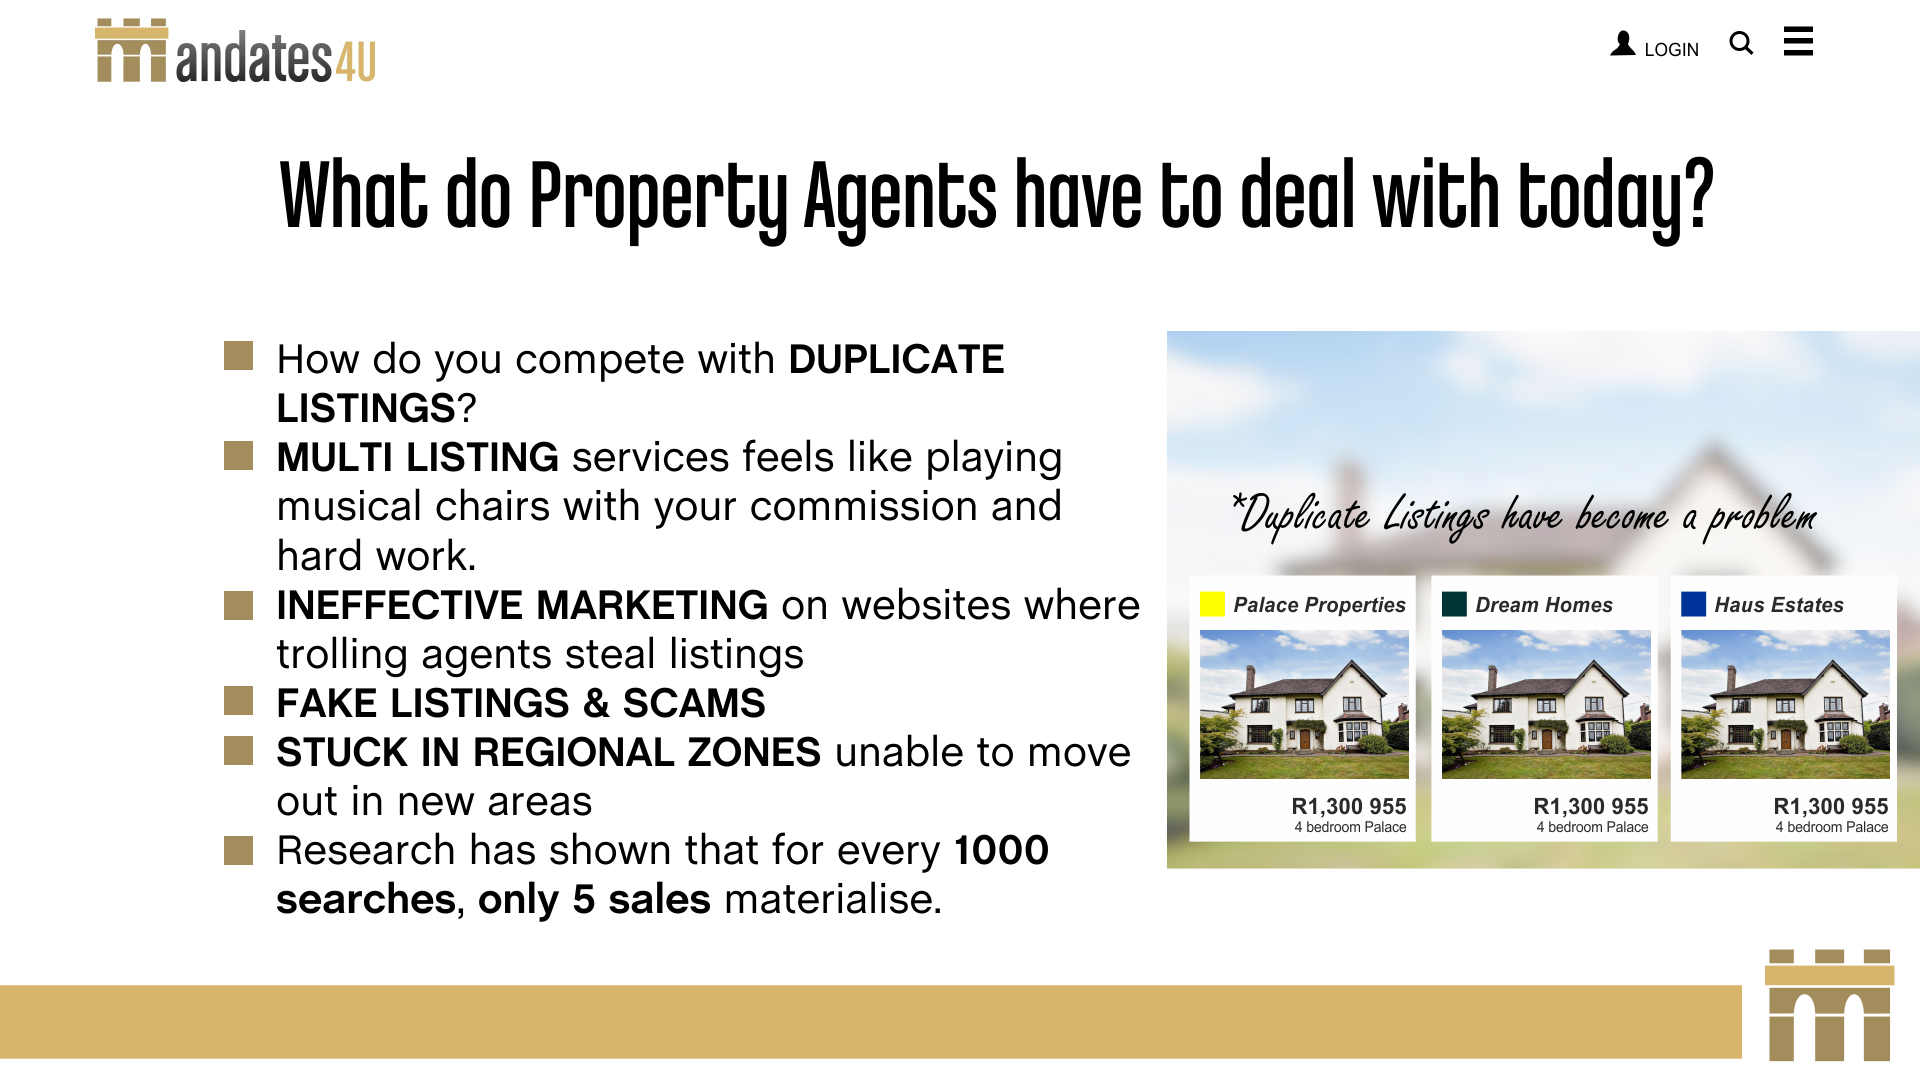 mandates4U
LOGIN
What do Property Agents have to deal with today?
How do you compete with DUPLICATE
LISTINGS?
MULTI LISTING services feels like playing
musical chairs with your commission and
hard work.
INEFFECTIVE MARKETING on websites where
trolling agents steal listings
FAKE LISTINGS & SCAMS
STUCK IN REGIONAL ZONES unable to move
out in new areas
Research has shown that for every 1000
searches, only 5 sales materialise.
*Duplicate Listings have become a problem
Palace Properties
R1,300 955
4 bedroom Palace
Dream Homes
R1,300 955
4 bedroom Palace
Haus Estates
R1,300 955
4 bedroom Palace
m